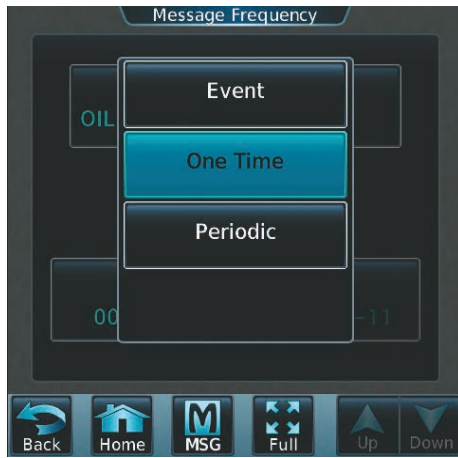 Message Frequency
Event
OIL
One Time
Periodic
00
-11
Back
Home
MSG
Full
Up
Down